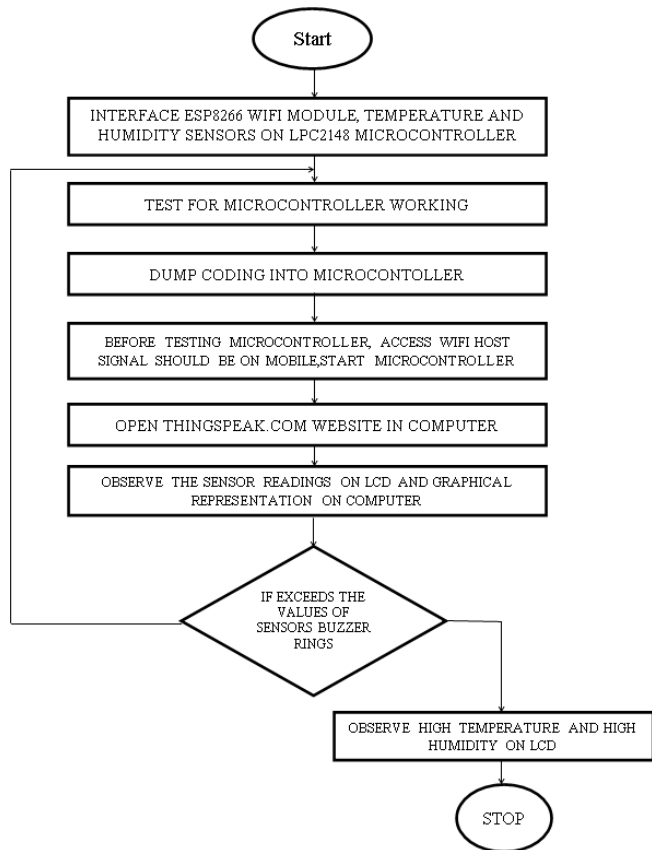 Start
INTERFACE ESP8266 WIFI MODULE, TEMPERATURE AND
HUMIDITY SENSORS ON LPC2148 MICROCONTROLLER
TEST FOR MICROCONTROLLER WORKING
DUMP CODING INTO MICROCONTOLLER
BEFORE TESTING MICROCONTROLLER, ACCESS WIFI HOST
SIGNAL SHOULD BE ON MOBILE,START MICROCONTROLLER
OPEN THINGSPEAK.COM WEBSITE IN COMPUTER
OBSERVE THE SENSOR READINGS ON LCD AND GRAPHICAL
REPRESENTATION ON COMPUTER
IF EXCEEDS THE
VALUES OF
SENSORS BUZZER
RINGS
OBSERVE HIGH TEMPERATURE AND HIGH
HUMIDITY ON LCD
STOP